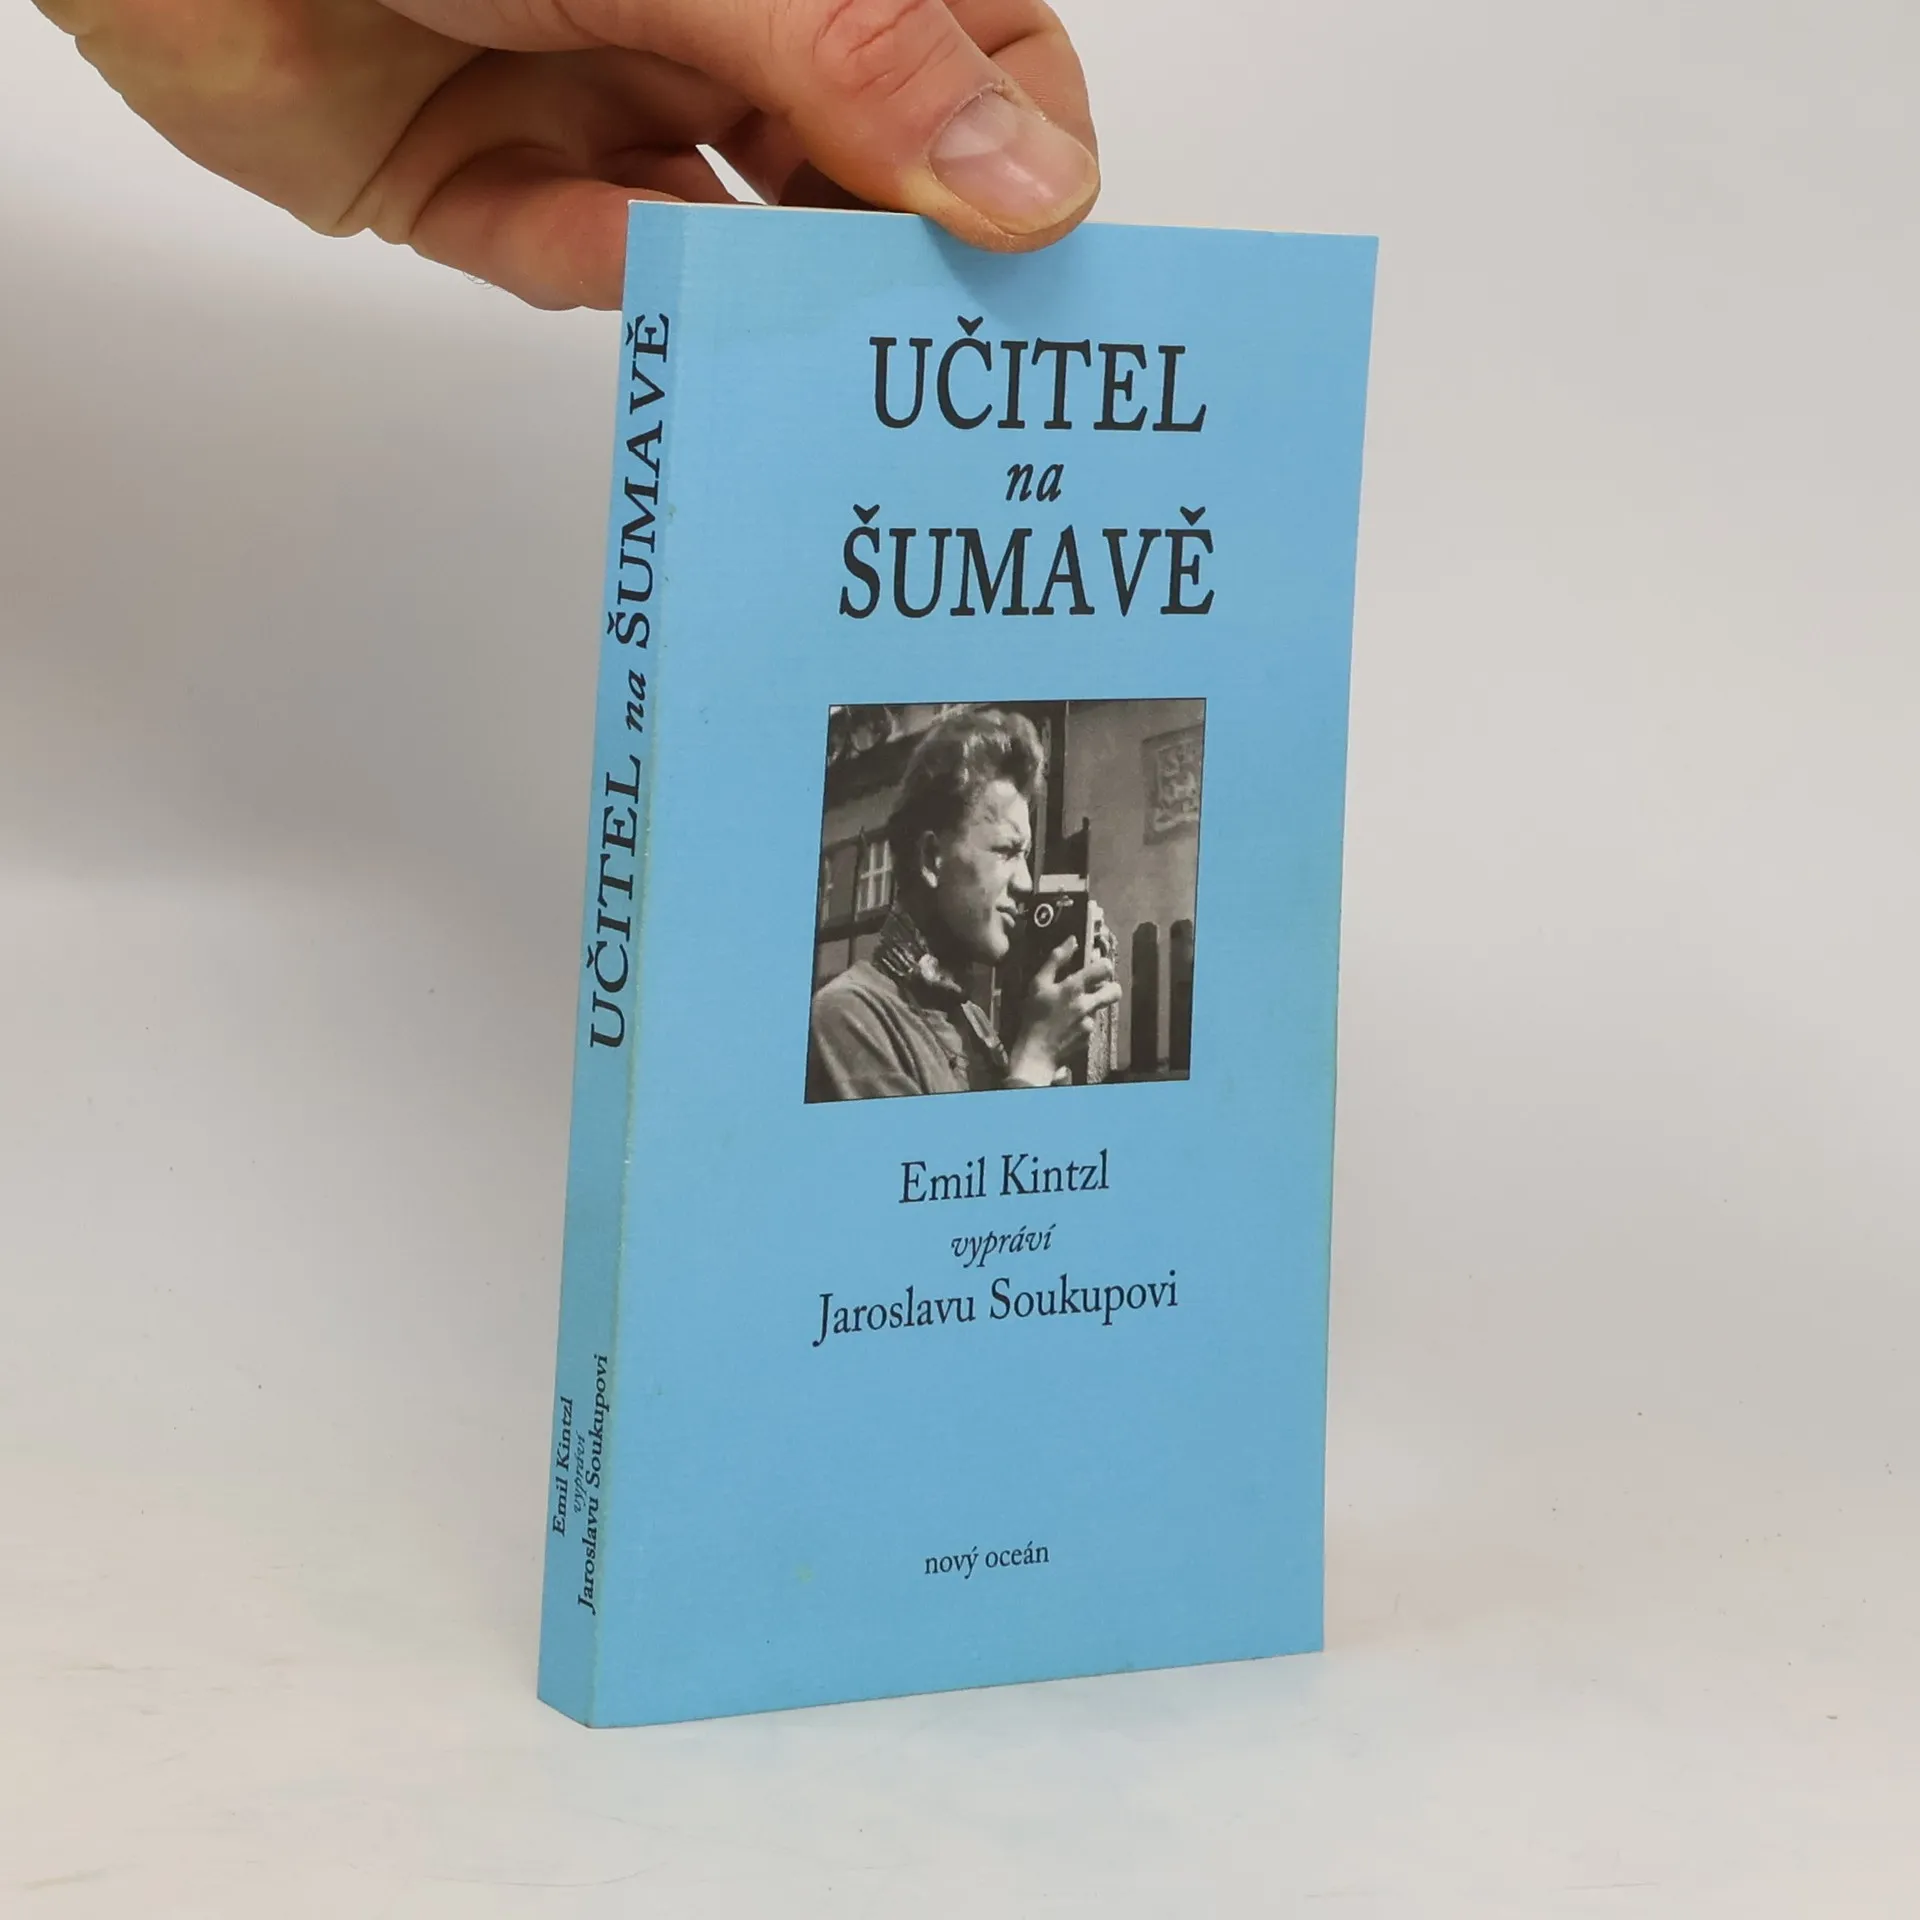 UČITEL
na
ŠUMAVĚ
Emil Kintzl
vypráví
Jaroslavu Soukupovi
nový oceán
UČITEL na ŠUMAVĚ
Emil Kintzl
vypráví
Jaroslavu Soukupovi